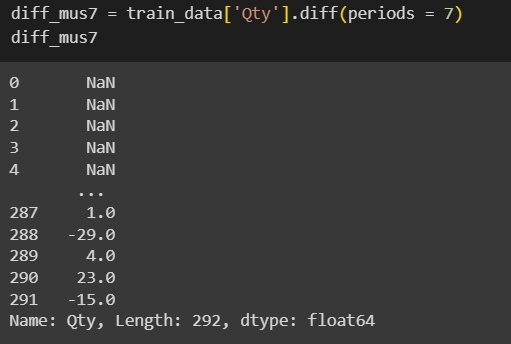 diff_mus7 = train_data['Qty'].diff(periods = 7)
diff_mus7
0 NaN
1 NaN
2 NaN
3 NaN
4 NaN
...
287 1.0
288 -29.0
289 4.0
290 23.0
291 -15.0
Name: Qty, Length: 292, dtype: float64